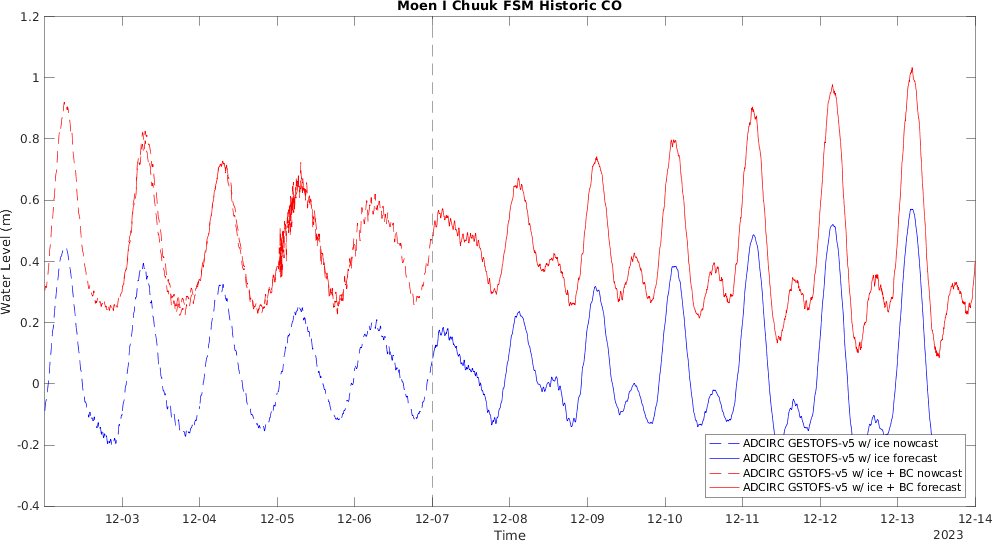 Moen I Chuuk FSM Historic CO
1.2
1
0.8
0.6
0.4
0.2
0
-0.2
-0.4
Water Level (m)
ADCIRC GESTOFS-v5 w/ ice nowcast
ADCIRC GESTOFS-v5 w/ ice forecast
ADCIRC GSTOFS-v5 w/ ice + BC nowcast
ADCIRC GSTOFS-v5 w/ ice + BC forecast
12-03 12-04 12-05 12-06 12-07 12-08 12-09 12-10 12-11 12-12 12-13 12-14
Time
2023